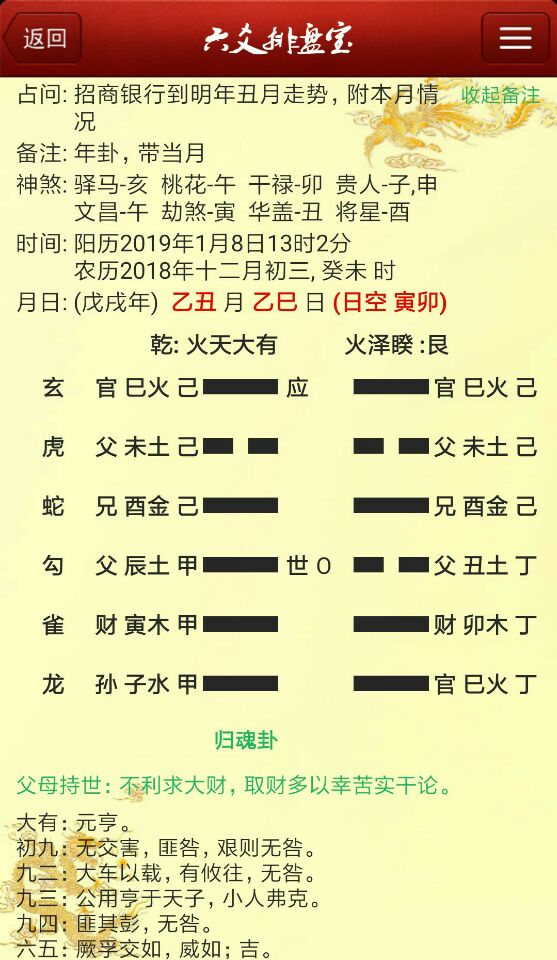 返回
六爻排盘宝
占问: 招商银行到明年丑月走势，附本月情
况
收起备注
备注: 年卦，带当月
神煞: 驿马-亥 桃花-午 干禄-卯 贵人-子,申
文昌-午 劫煞-寅 华盖-丑 将星-酉
时间: 阳历2019年1月8日13时2分
农历2018年十二月初三, 癸未 时
月日: (戊戌年) 乙丑 月 乙巳 日 (日空 寅卯)
乾: 火天大有 火泽睽 :艮
玄 官 巳火 己 应 官 巳火 己
虎 父 未土 己 父 未土 己
蛇 兄 酉金 己 兄 酉金 己
勾 父 辰土 甲 世 O 父 丑土 丁
雀 财 寅木 甲 财 卯木 丁
龙 孙 子水 甲 官 巳火 丁
归魂卦
父母持世: 不利求大财，取财多以幸苦实干论。
大有: 元亨。
初九: 无交害，匪咎，艰则无咎。
九二: 大车以载，有攸往，无咎。
九三: 公用亨于天子，小人弗克。
九四: 匪其彭，无咎。
六五: 厥孚交如，威如；吉。